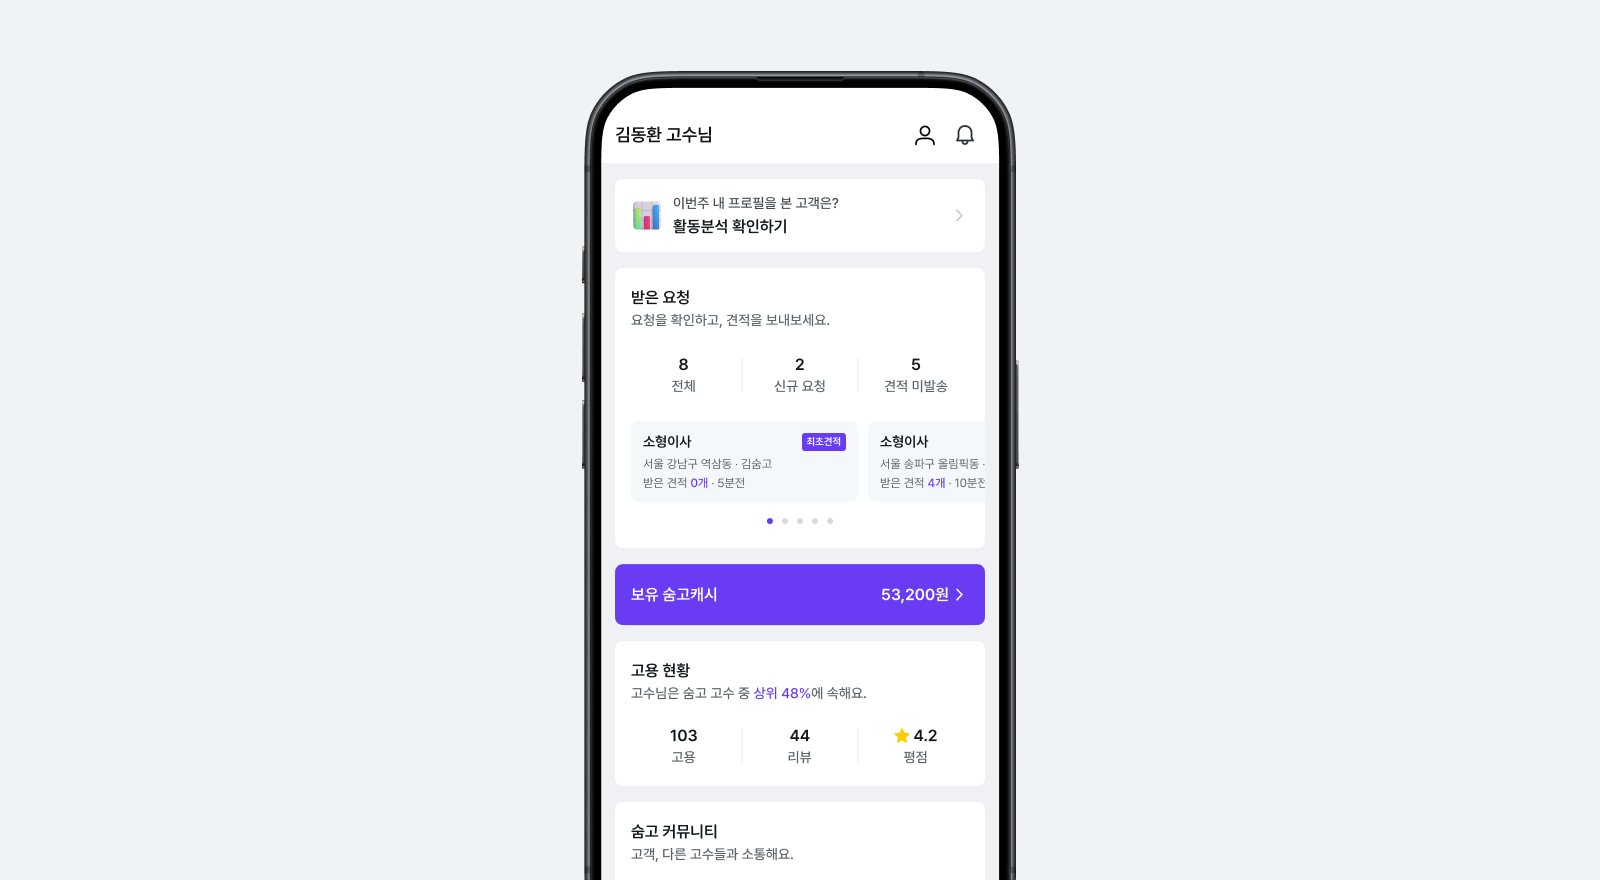 김동환 고수님
이번주 내 프로필을 본 고객은?
활동분석 확인하기
받은 요청
요청을 확인하고, 견적을 보내보세요.
8
전체
2
신규 요청
5
견적 미발송
소형이사 최초견적
서울 강남구 역삼동 · 김숨고
받은 견적 0개 · 5분전
소형이사
서울 송파구 올림픽동 ·
받은 견적 4개 · 10분전
보유 숨고캐시 53,200원
고용 현황
고수님은 숨고 고수 중 상위 48%에 속해요.
103
고용
44
리뷰
4.2
평점
숨고 커뮤니티
고객, 다른 고수들과 소통해요.